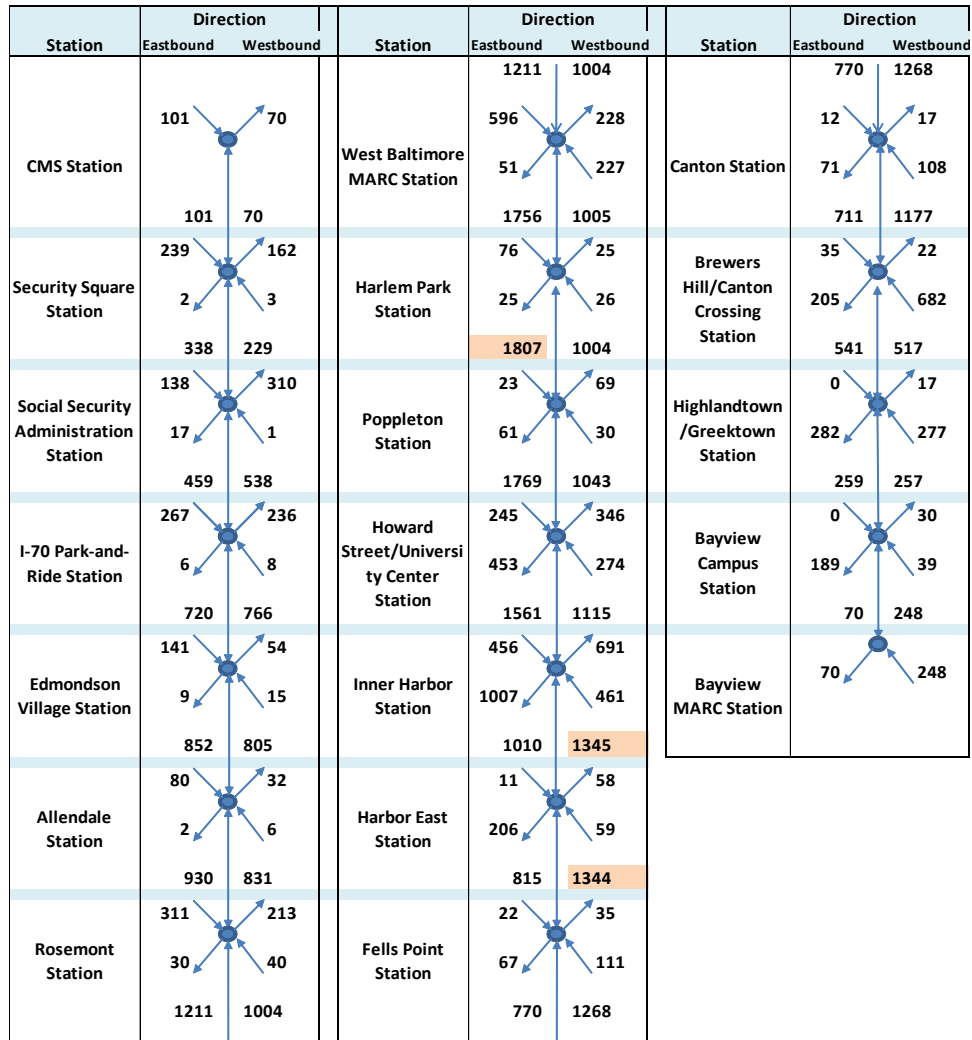 Direction
Station Eastbound Westbound
CMS Station
101 70
101 70
Security Square
Station
239 162
2 3
338 229
Social Security
Administration
Station
138 310
17 1
459 538
I-70 Park-and-
Ride Station
267 236
6 8
720 766
Edmondson
Village Station
141 54
9 15
852 805
Allendale
Station
80 32
2 6
930 831
Rosemont
Station
311 213
30 40
1211 1004
Direction
Station Eastbound Westbound
1211 1004
West Baltimore
MARC Station
596 228
51 227
1756 1005
Harlem Park
Station
76 25
25 26
1807 1004
Poppleton
Station
23 69
61 30
1769 1043
Howard
Street/Universi
ty Center
Station
245 346
453 274
1561 1115
Inner Harbor
Station
456 691
1007 461
1010 1345
Harbor East
Station
11 58
206 59
815 1344
Fells Point
Station
22 35
67 111
770 1268
Direction
Station Eastbound Westbound
770 1268
Canton Station
12 17
71 108
711 1177
Brewers
Hill/Canton
Crossing
Station
35 22
205 682
541 517
Highlandtown
/Greektown
Station
0 17
282 277
259 257
Bayview
Campus
Station
0 30
189 39
70 248
Bayview
MARC Station
70 248